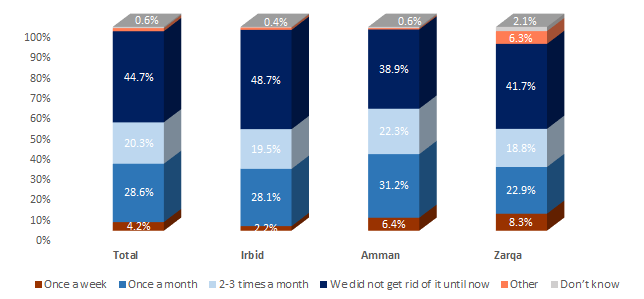 0.6% 0.4% 0.6% 2.1%
100% 6.3%
90%
80% 44.7% 48.7% 38.9% 41.7%
70%
60%
50% 20.3% 19.5% 22.3% 18.8%
40%
30% 28.6% 28.1% 31.2% 22.9%
20%
10% 4.2% 2.2% 6.4% 8.3%
0%
Total Irbid Amman Zarqa
Once a week Once a month 2-3 times a month We did not get rid of it until now Other Don't know